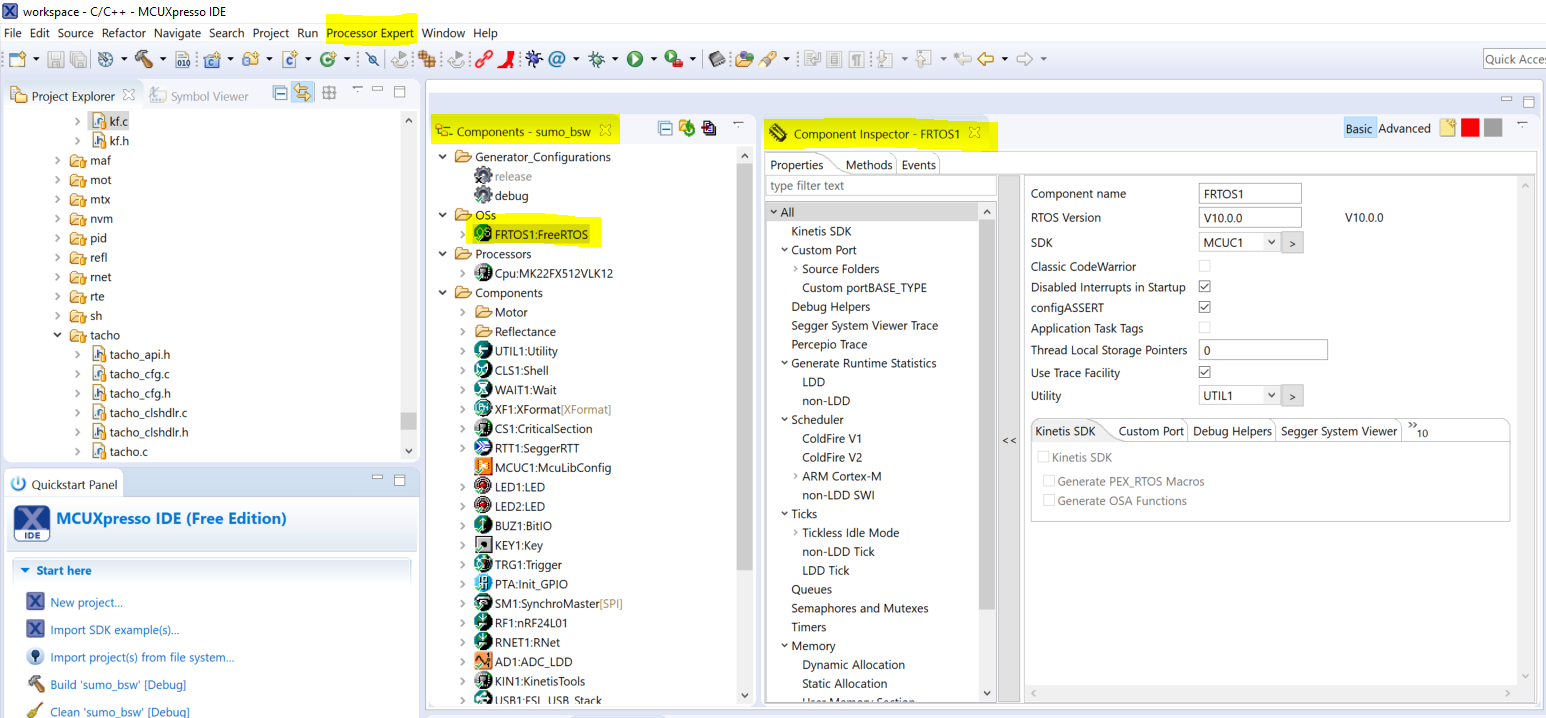 workspace - C/C++ - MCUXpresso IDE
File Edit Source Refactor Navigate Search Project Run Processor Expert Window Help
010
Quick Acces
Project Explorer
Symbol Viewer
kf.c
kf.h
maf
mot
mtx
nvm
pid
refl
rnet
rte
sh
tacho
tacho_api.h
tacho_cfg.c
tacho_cfg.h
tacho_clshdlr.c
tacho_clshdlr.h
tacho.c
Quickstart Panel
IDE
MCUXpresso IDE (Free Edition)
Start here
New project...
Import SDK example(s)...
Import project(s) from file system...
Build 'sumo_bsw' [Debug]
Clean 'sumo_bsw' [Debug]
Components - sumo_bsw
Generator_Configurations
release
debug
OSs
FRTOS1:FreeRTOS
Processors
Cpu:MK22FX512VLK12
Components
Motor
Reflectance
UTIL1:Utility
CLS1:Shell
WAIT1:Wait
XF1:XFormat[XFormat]
CS1:CriticalSection
RTT1:SeggerRTT
MCUC1:McuLibConfig
LED1:LED
LED2:LED
BUZ1:BitIO
KEY1:Key
TRG1:Trigger
PTA:Init_GPIO
SM1:SynchroMaster[SPI]
RF1:nRF24L01
RNET1:RNet
AD1:ADC_LDD
KIN1:KinetisTools
USB1:FSL_USB_Stack
Component Inspector - FRTOS1
Basic Advanced
Properties Methods Events
type filter text
All
Kinetis SDK
Custom Port
Source Folders
Custom portBASE_TYPE
Debug Helpers
Segger System Viewer Trace
Percepio Trace
Generate Runtime Statistics
LDD
non-LDD
Scheduler
ColdFire V1
ColdFire V2
ARM Cortex-M
non-LDD SWI
Ticks
Tickless Idle Mode
non-LDD Tick
LDD Tick
Queues
Semaphores and Mutexes
Timers
Memory
Dynamic Allocation
Static Allocation
User Memory Section
<<
Component name FRTOS1
RTOS Version V10.0.0 V10.0.0
SDK MCUC1 >
Classic CodeWarrior
Disabled Interrupts in Startup
configASSERT
Application Task Tags
Thread Local Storage Pointers 0
Use Trace Facility
Utility UTIL1 >
Kinetis SDK Custom Port Debug Helpers Segger System Viewer »10
Kinetis SDK
Generate PEX_RTOS Macros
Generate OSA Functions